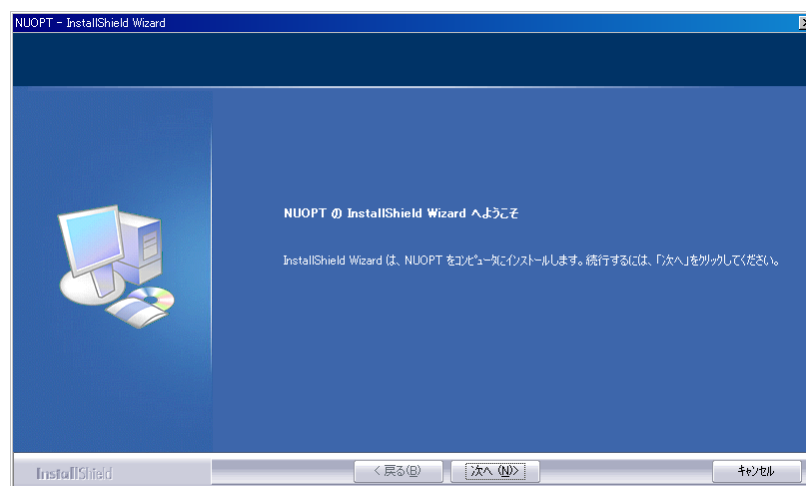 NUOPT - InstallShield Wizard
NUOPT の InstallShield Wizard へようこそ
InstallShield Wizard は、NUOPT をコンピュータにインストールします。続行するには、「次へ」をクリックしてください。
InstallShield
< 戻る(B)
次へ (N)>
キャンセル